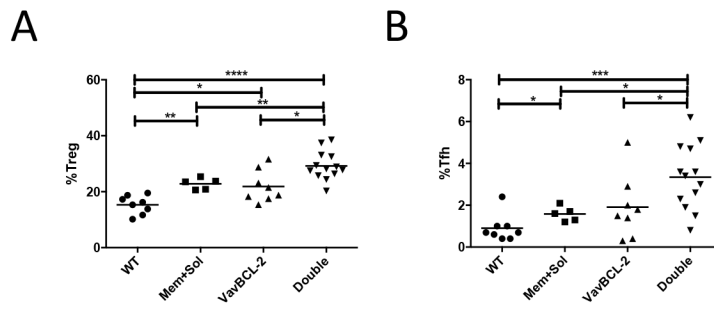 A
B
%Treg
60
40
20
0
****
*
**
**
*
WT
Mem+Sol
VavBCL-2
Double
%Tfh
8
6
4
2
0
***
*
*
*
WT
Mem+Sol
VavBCL-2
Double